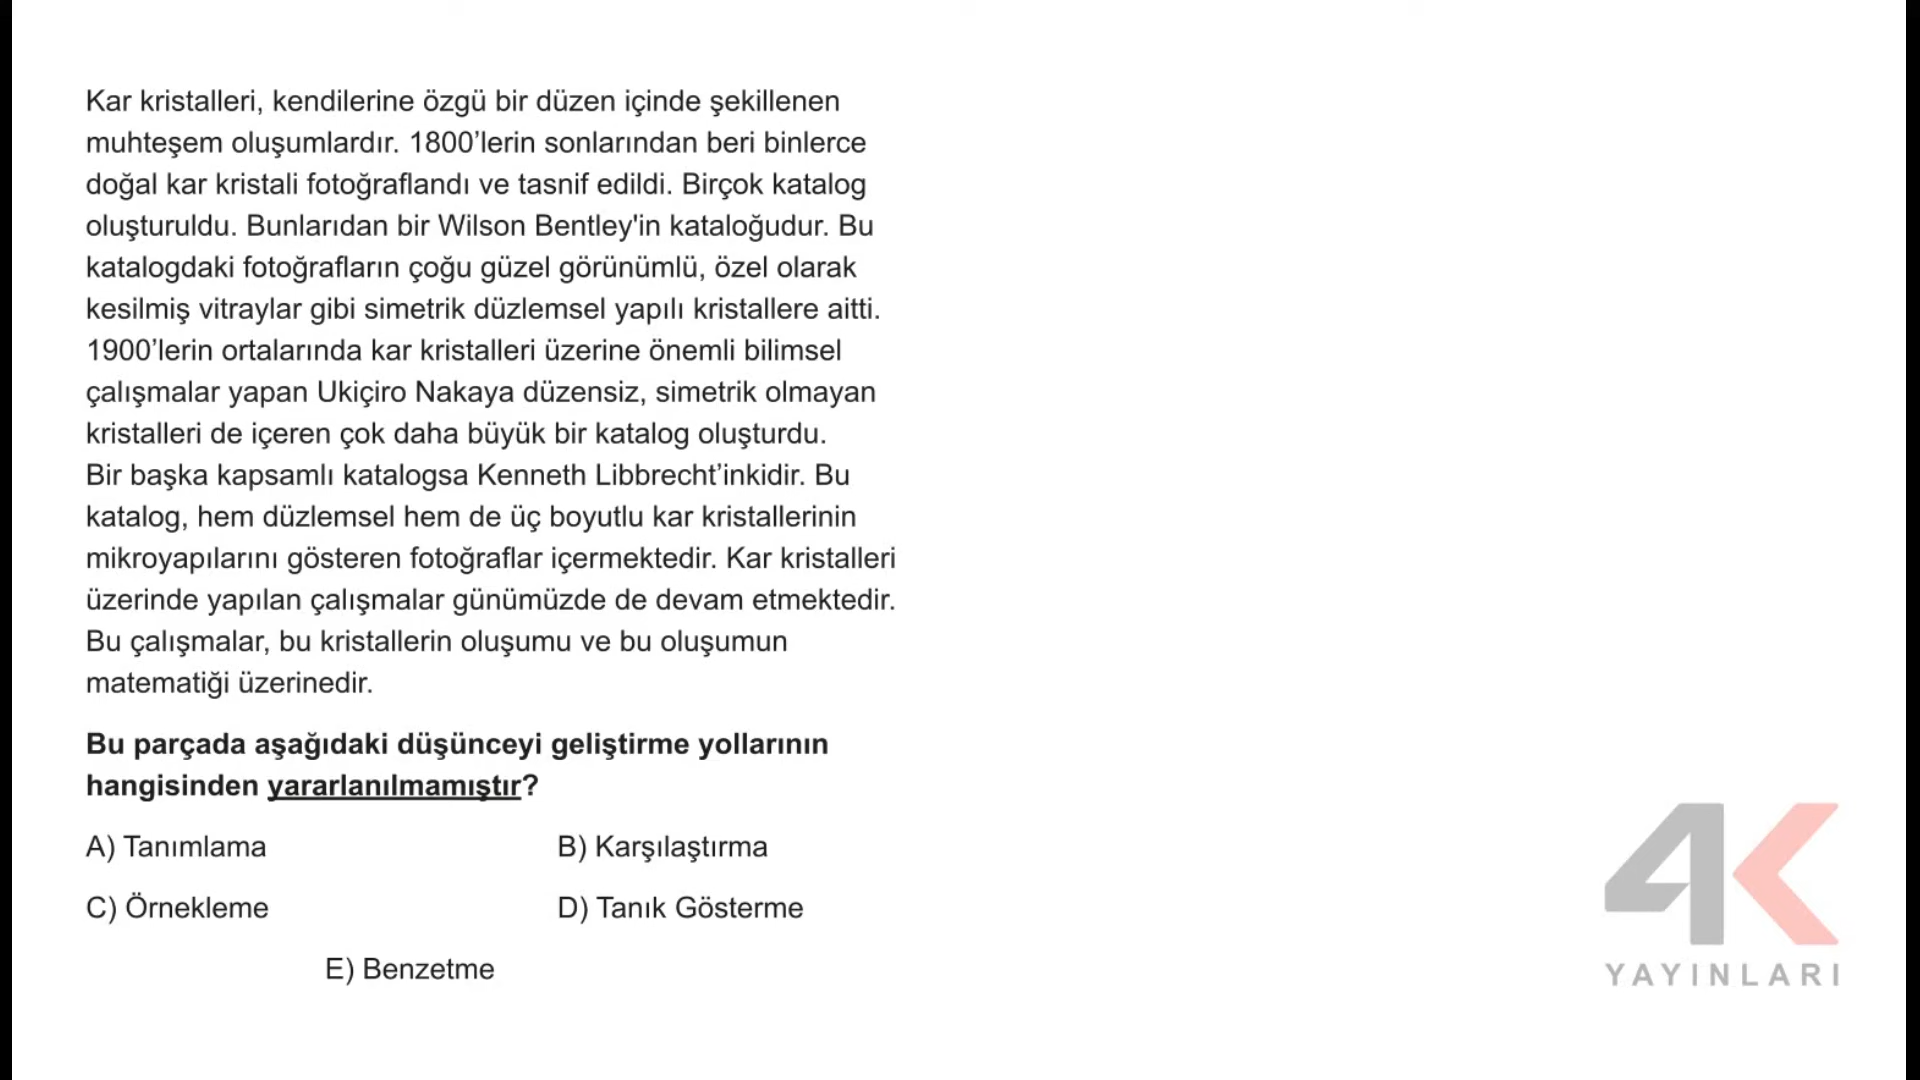 Kar kristalleri, kendilerine özgü bir düzen içinde şekillenen
muhteşem oluşumlardır. 1800’lerin sonlarından beri binlerce
doğal kar kristali fotoğraflandı ve tasnif edildi. Birçok katalog
oluşturuldu. Bunlarıdan bir Wilson Bentley'in kataloğudur. Bu
katalogdaki fotoğrafların çoğu güzel görünümlü, özel olarak
kesilmiş vitraylar gibi simetrik düzlemsel yapılı kristallere aitti.
1900’lerin ortalarında kar kristalleri üzerine önemli bilimsel
çalışmalar yapan Ukiçiro Nakaya düzensiz, simetrik olmayan
kristalleri de içeren çok daha büyük bir katalog oluşturdu.
Bir başka kapsamlı katalogsa Kenneth Libbrecht’inkidir. Bu
katalog, hem düzlemsel hem de üç boyutlu kar kristallerinin
mikroyapılarını gösteren fotoğraflar içermektedir. Kar kristalleri
üzerinde yapılan çalışmalar günümüzde de devam etmektedir.
Bu çalışmalar, bu kristallerin oluşumu ve bu oluşumun
matematiği üzerinedir.
Bu parçada aşağıdaki düşünceyi geliştirme yollarının
hangisinden yararlanılmamıştır?
A) Tanımlama B) Karşılaştırma
C) Örnekleme D) Tanık Gösterme
E) Benzetme
4K
YAYINLARI